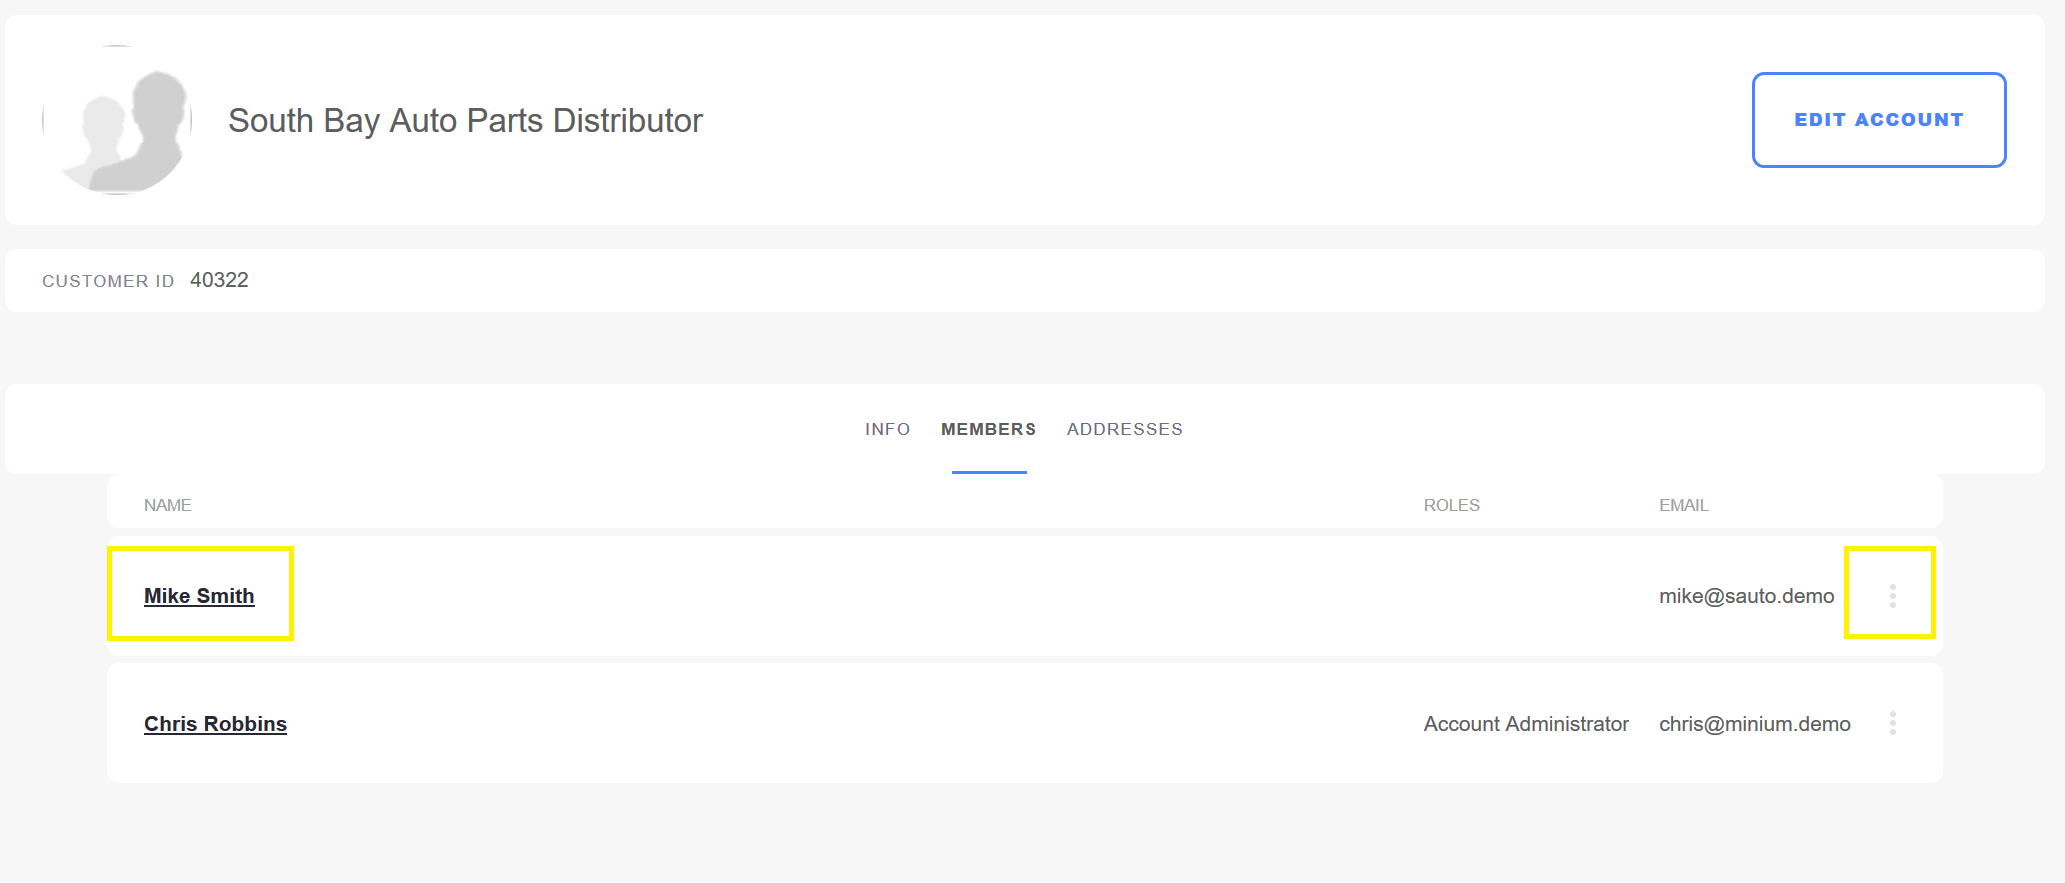 South Bay Auto Parts Distributor
EDIT ACCOUNT
CUSTOMER ID 40322
INFO MEMBERS ADDRESSES
NAME ROLES EMAIL
Mike Smith mike@sauto.demo
Chris Robbins Account Administrator chris@minium.demo